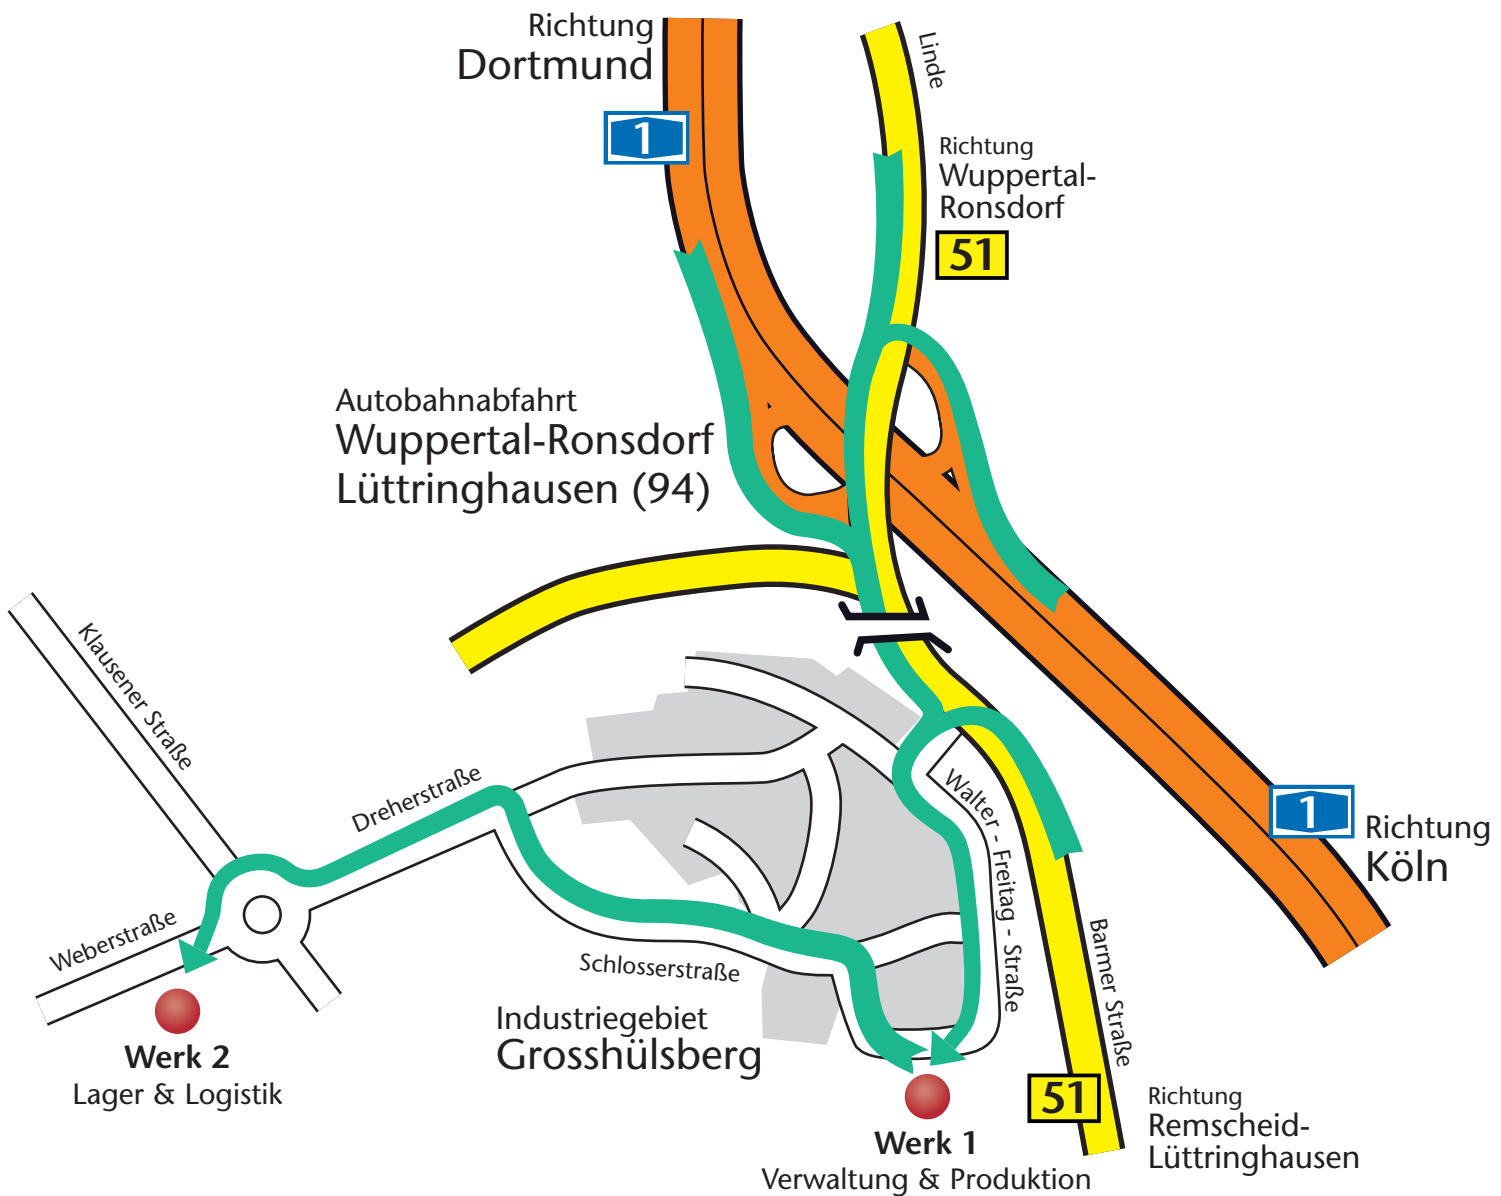 Richtung
Dortmund
1
Linde
Richtung
Wuppertal-
Ronsdorf
51
Autobahnabfahrt
Wuppertal-Ronsdorf
Lüttringhausen (94)
Klausener Straße
Dreherstraße
Weberstraße
Walter - Freitag - Straße
1
Richtung
Köln
Schlosserstraße
Barmer Straße
Industriegebiet
Grosshülsberg
Werk 2
Lager & Logistik
51
Richtung
Remscheid-
Lüttringhausen
Werk 1
Verwaltung & Produktion